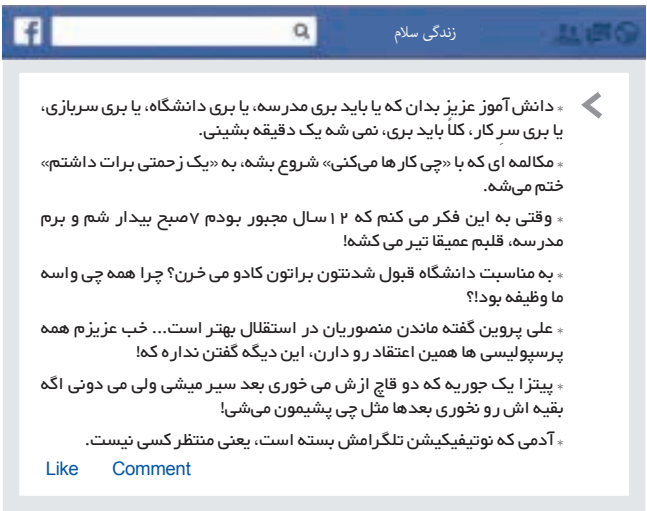 f
زندگی سلام
* دانش آموز عزیز بدان که یا باید بری مدرسه، یا بری دانشگاه، یا بری سربازی،
یا بری سرِ کار، کلاً باید بری، نمی شه یک دقیقه بشینی.
* مکالمه ای که با «چی کارها می‌کنی» شروع بشه، به «یک زحمتی برات داشتم»
ختم می‌شه.
* وقتی به این فکر می کنم که ۱۲سال مجبور بودم ۷صبح بیدار شم و برم
مدرسه، قلبم عمیقا تیر می کشه!
* به مناسبت دانشگاه قبول شدنتون براتون کادو می خرن؟ چرا همه چی واسه
ما وظیفه بود!؟
* علی پروین گفته ماندن منصوریان در استقلال بهتر است... خب عزیزم همه
پرسپولیسی ها همین اعتقاد رو دارن، این دیگه گفتن نداره که!
* پیتزا یک جوریه که دو قاچ ازش می خوری بعد سیر میشی ولی می دونی اگه
بقیه اش رو نخوری بعدها مثل چی پشیمون می‌شی!
* آدمی که نوتیفیکیشن تلگرامش بسته است، یعنی منتظر کسی نیست.
Like Comment